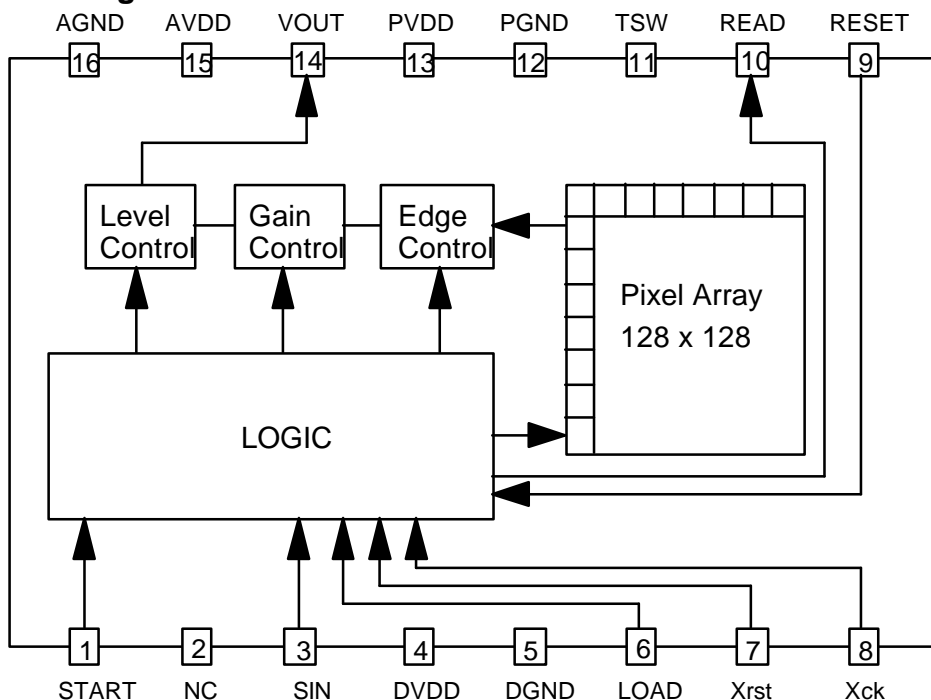 AGND AVDD VOUT PVDD PGND TSW READ RESET
16 15 14 13 12 11 10 9
Level Control
Gain Control
Edge Control
Pixel Array
128 x 128
LOGIC
1 2 3 4 5 6 7 8
START NC SIN DVDD DGND LOAD Xrst Xck